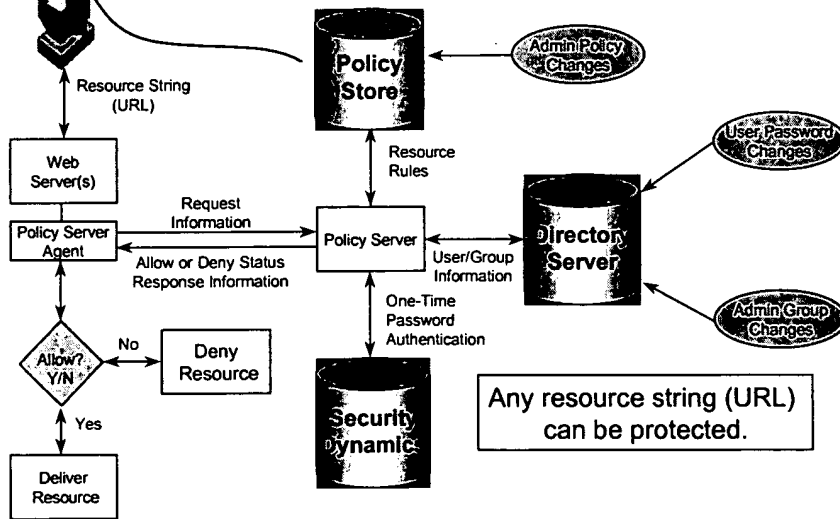 Policy
Store
Admin Policy
Changes
Resource String
(URL)
User Password
Changes
Web
Server(s)
Resource
Rules
Request
Information
Policy Server
Agent
Policy Server
Directory
Server
Allow or Deny Status
Response Information
User/Group
Information
One-Time
Password
Authentication
Admin Group
Changes
Allow?
Y/N
No
Deny
Resource
Yes
Security
Dynamics
Any resource string (URL)
can be protected.
Deliver
Resource